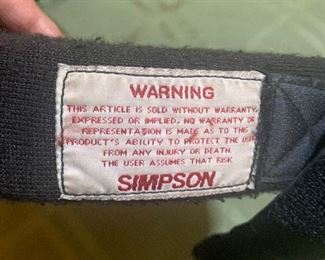 WARNING
THIS ARTICLE IS SOLD WITHOUT WARRANTY
EXPRESSED OR IMPLIED. NO WARRANTY OR
REPRESENTATION IS MADE AS TO THIS
PRODUCT'S ABILITY TO PROTECT THE USER
FROM ANY INJURY OR DEATH.
THE USER ASSUMES THAT RISK
SIMPSON